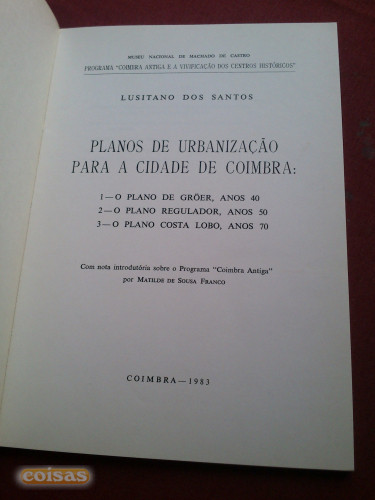 MUSEU NACIONAL DE MACHADO DE CASTRO
PROGRAMA "COIMBRA ANTIGA E A VIVIFICAÇÃO DOS CENTROS HISTÓRICOS"
LUSITANO DOS SANTOS
PLANOS DE URBANIZAÇÃO
PARA A CIDADE DE COIMBRA:
1—O PLANO DE GRÖER, ANOS 40
2—O PLANO REGULADOR, ANOS 50
3—O PLANO COSTA LOBO, ANOS 70
Com nota introdutória sobre o Programa "Coimbra Antiga"
por MATILDE DE SOUSA FRANCO
COIMBRA—1983
coisas